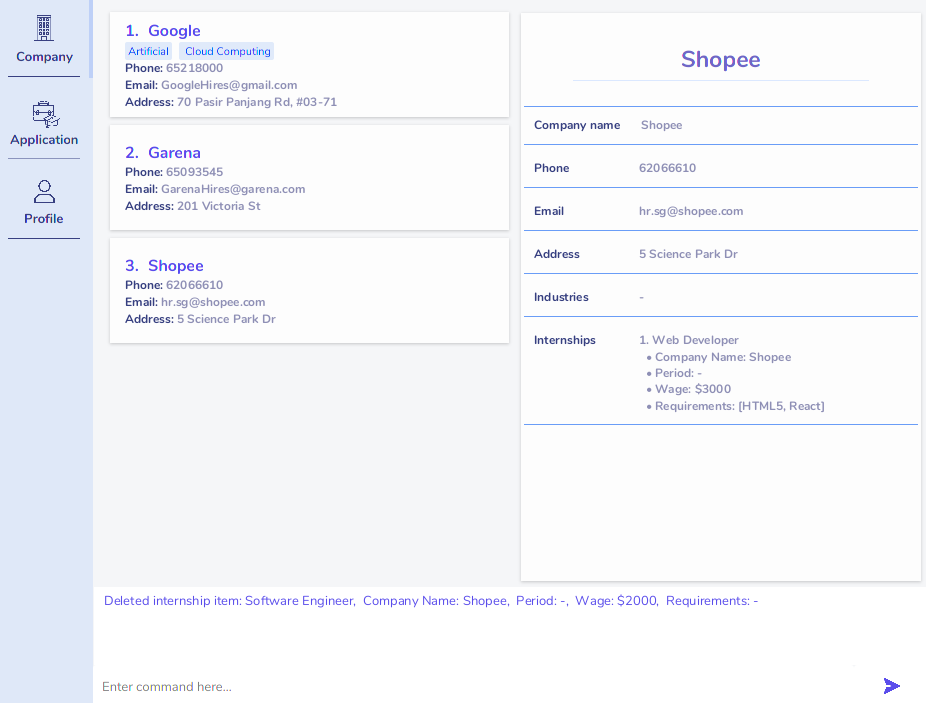 Company
Application
Profile
1. Google
Artificial Cloud Computing
Phone: 65218000
Email: GoogleHires@gmail.com
Address: 70 Pasir Panjang Rd, #03-71
2. Garena
Phone: 65093545
Email: GarenaHires@garena.com
Address: 201 Victoria St
3. Shopee
Phone: 62066610
Email: hr.sg@shopee.com
Address: 5 Science Park Dr
Shopee
Company name Shopee
Phone 62066610
Email hr.sg@shopee.com
Address 5 Science Park Dr
Industries -
Internships 1. Web Developer
• Company Name: Shopee
• Period: -
• Wage: $3000
• Requirements: [HTML5, React]
Deleted internship item: Software Engineer, Company Name: Shopee, Period: -, Wage: $2000, Requirements: -
Enter command here...